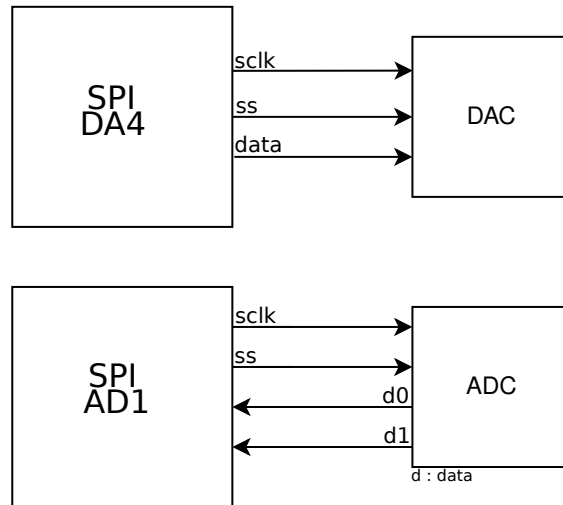 SPI
DA4
sclk
ss
data
DAC
SPI
AD1
sclk
ss
d0
d1
ADC
d : data